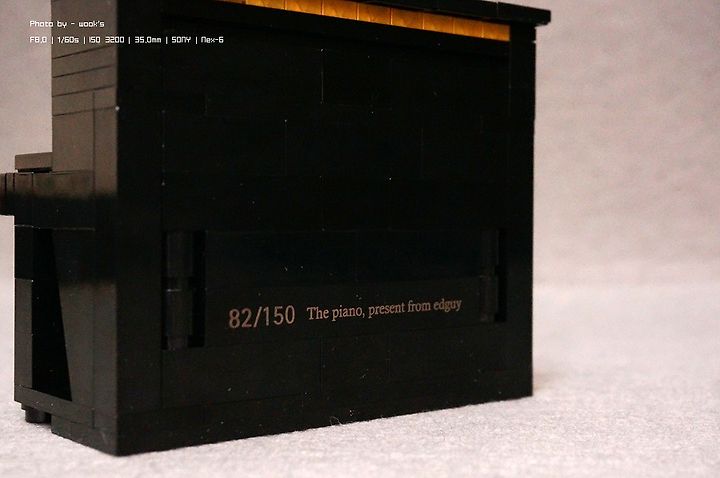 Photo by - wook's
F8.0 | 1/60s | ISO 3200 | 35.0mm | SONY | Nex-6
82/150 The piano, present from edguy